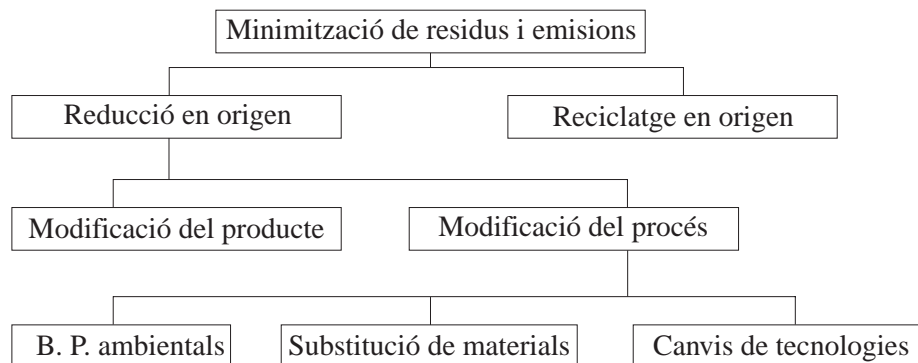 Minimització de residus i emisions
Reducció en origen
Reciclatge en origen
Modificació del producte
Modificació del procés
B. P. ambientals
Substitució de materials
Canvis de tecnologies